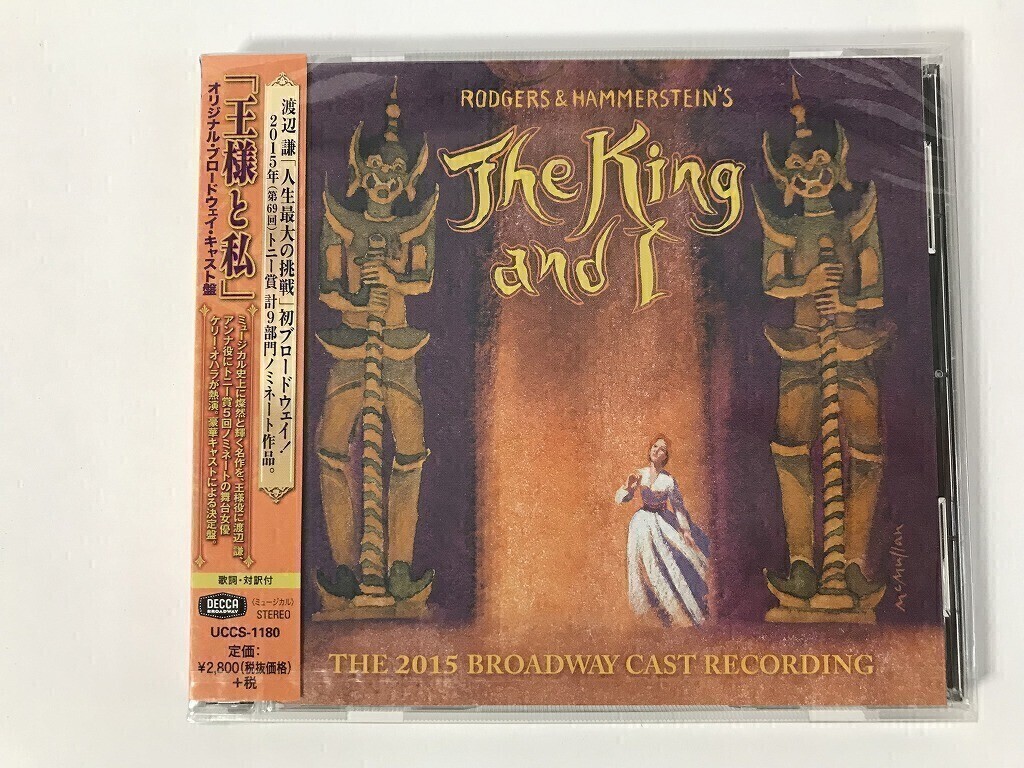 「王様と私」
オリジナル・ブロードウェイ・キャスト盤
渡辺 謙「人生最大の挑戦」初ブロードウェイ！
2015年(第69回)トニー賞 計9部門ノミネート作品。
ミュージカル史上に燦然と輝く名作を、王様役に渡辺 謙、
アンナ役にトニー賞5回ノミネートの舞台女優
ケリー・オハラが熱演。豪華キャストによる決定盤。
歌詞・対訳付
DECCA
BROADWAY
〈ミュージカル〉
STEREO
UCCS-1180
定価:
¥2,800(税抜価格)
+税
RODGERS & HAMMERSTEIN'S
The King
and I
McMullan
THE 2015 BROADWAY CAST RECORDING